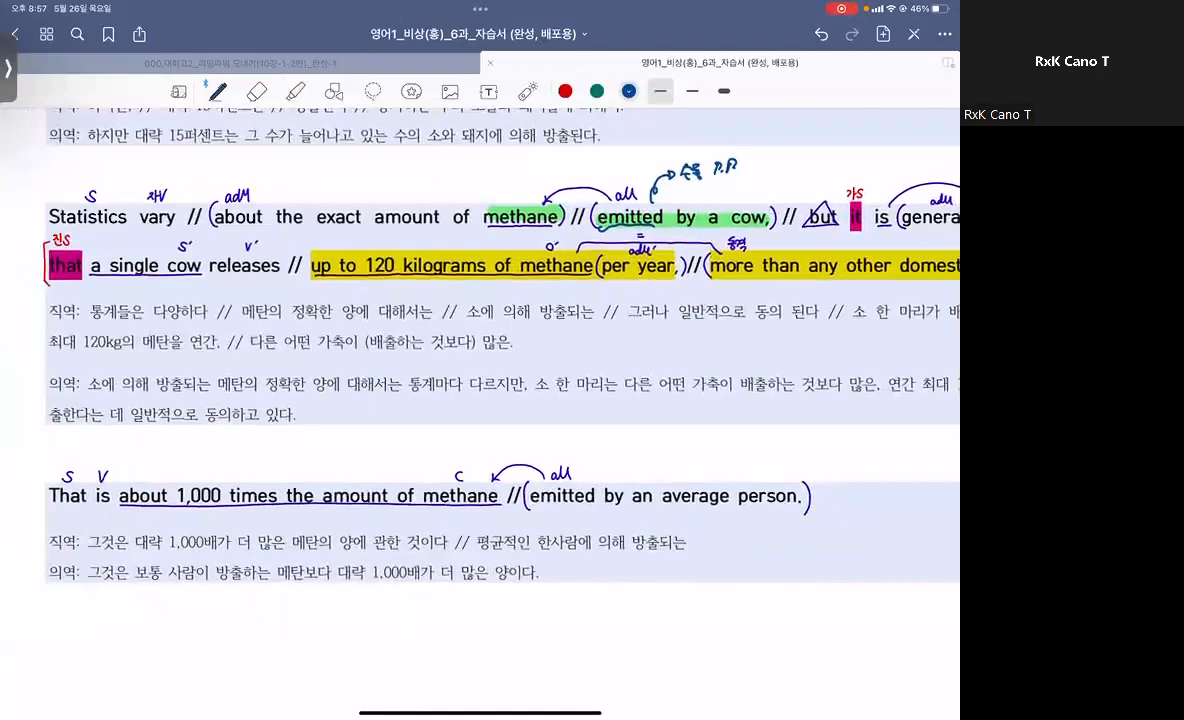 오후 8:57 5월 26일 목요일
46%
영어1_비상(홍)_6과_자습서 (완성, 배포용)
영어1_비상(홍)_6과_자습서 (완성, 배포용)
RxK Cano T
RxK Cano T
의역: 하지만 대략 15퍼센트는 그 수가 늘어나고 있는 수의 소와 돼지에 의해 방출된다.
수동 P.P
S 자V
가S
Statistics vary // (about the exact amount of methane) // (emitted by a cow,) // but it is (genera
진S
S' V' O' 동격
that a single cow releases // up to 120 kilograms of methane (per year,) // (more than any other domest
직역: 통계들은 다양하다 // 메탄의 정확한 양에 대해서는 // 소에 의해 방출되는 // 그러나 일반적으로 동의 된다 // 소 한 마리가 배
최대 120kg의 메탄을 연간, // 다른 어떤 가축이 (배출하는 것보다) 많은.
의역: 소에 의해 방출되는 메탄의 정확한 양에 대해서는 통계마다 다르지만, 소 한 마리는 다른 어떤 가축이 배출하는 것보다 많은, 연간 최대
출한다는 데 일반적으로 동의하고 있다.
S V C
That is about 1,000 times the amount of methane // (emitted by an average person.)
직역: 그것은 대략 1,000배가 더 많은 메탄의 양에 관한 것이다 // 평균적인 한사람에 의해 방출되는
의역: 그것은 보통 사람이 방출하는 메탄보다 대략 1,000배가 더 많은 양이다.